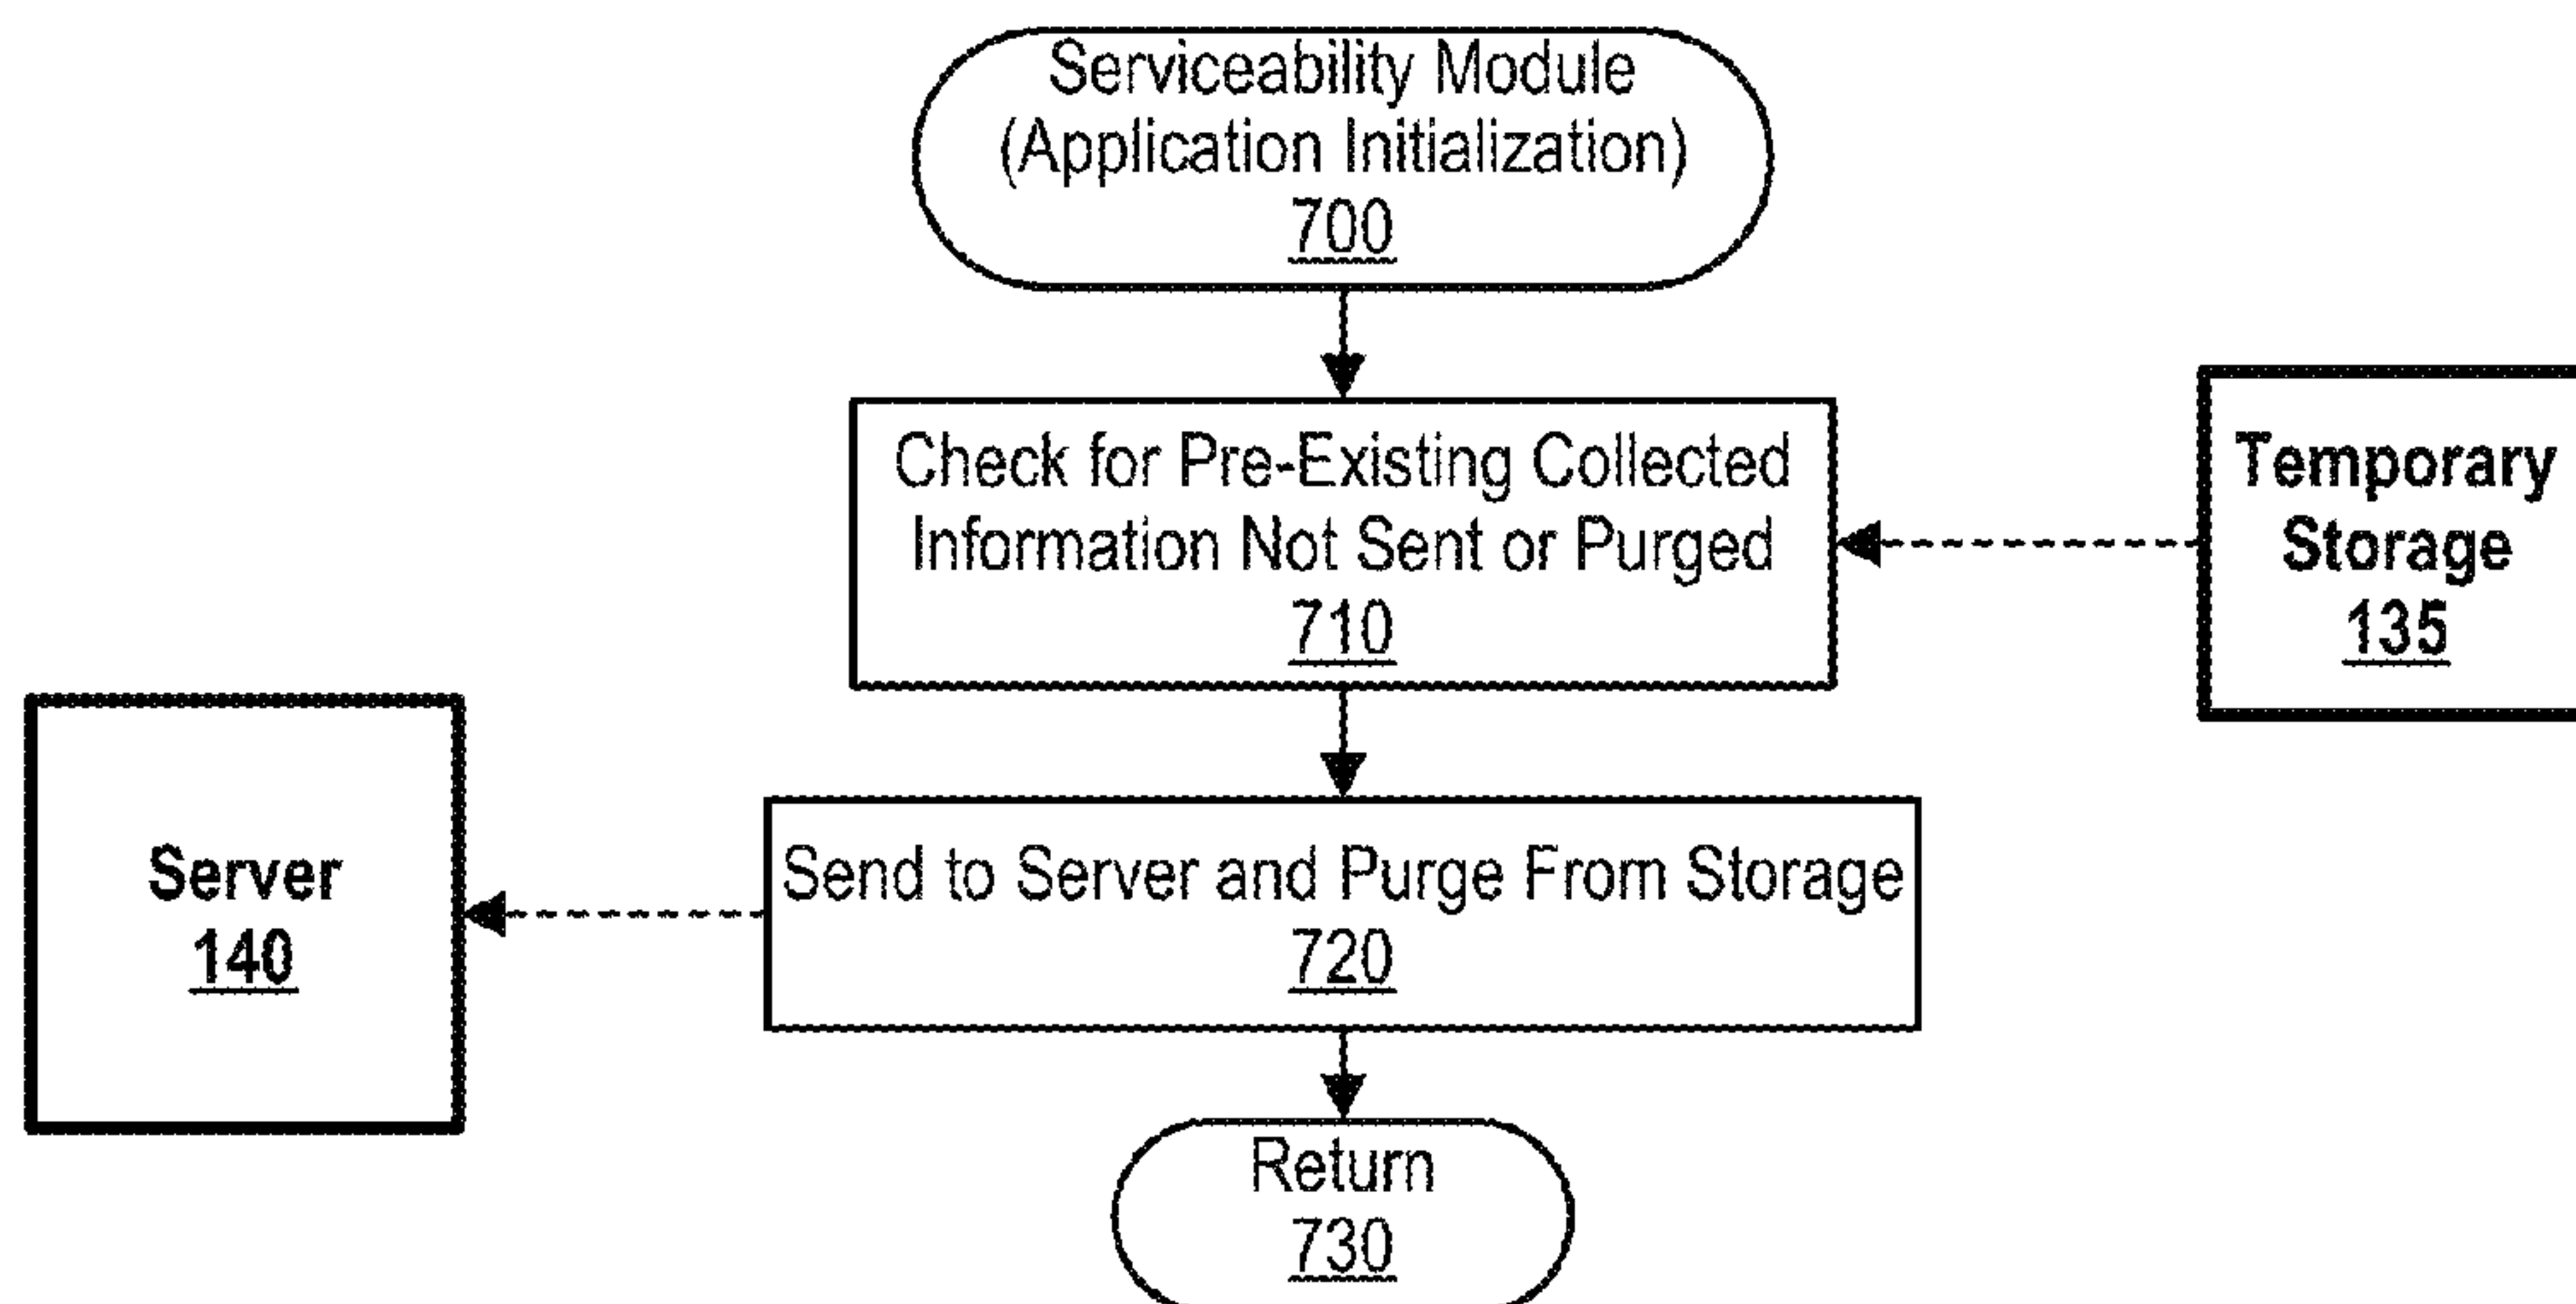 Serviceability Module
(Application Initialization)
700
Check for Pre-Existing Collected
Information Not Sent or Purged
710
Temporary
Storage
135
Server
140
Send to Server and Purge From Storage
720
Return
730